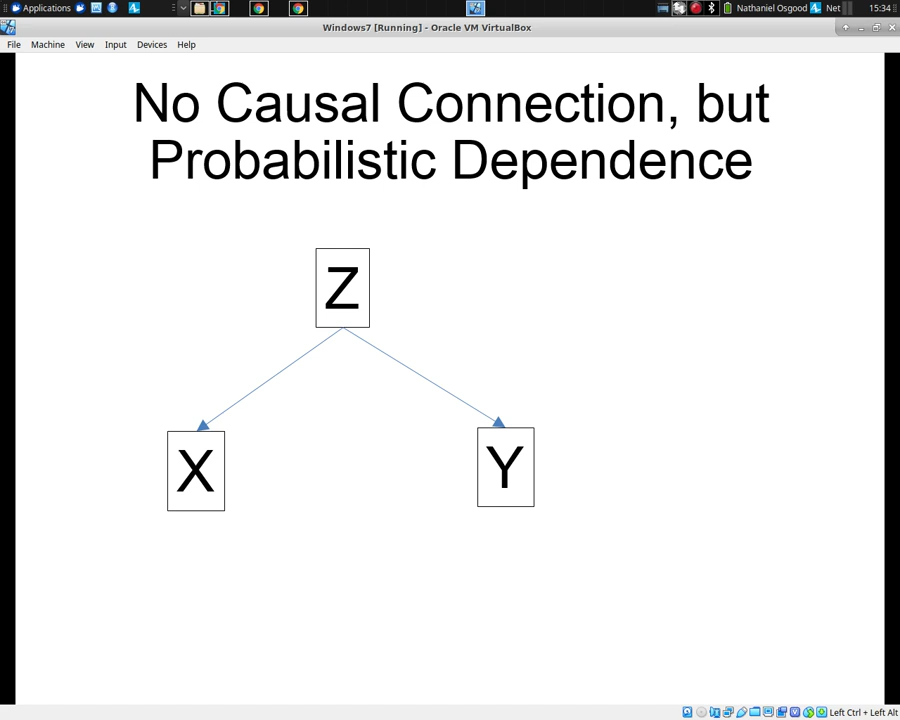 Applications
Nathaniel Osgood
Net
15:34
Windows7 [Running] - Oracle VM VirtualBox
File Machine View Input Devices Help
No Causal Connection, but
Probabilistic Dependence
Z
X
Y
Left Ctrl + Left Alt